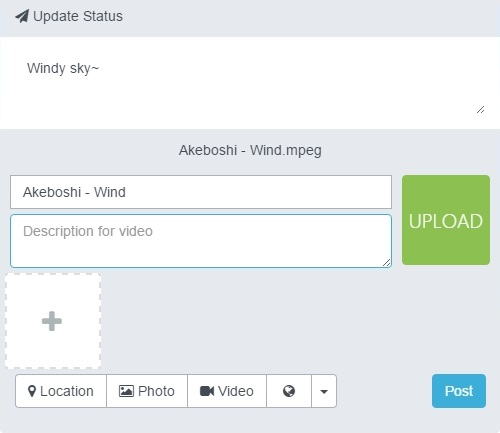 Update Status
Windy sky~
Akeboshi - Wind.mpeg
Akeboshi - Wind
Description for video
UPLOAD
Location Photo Video Post